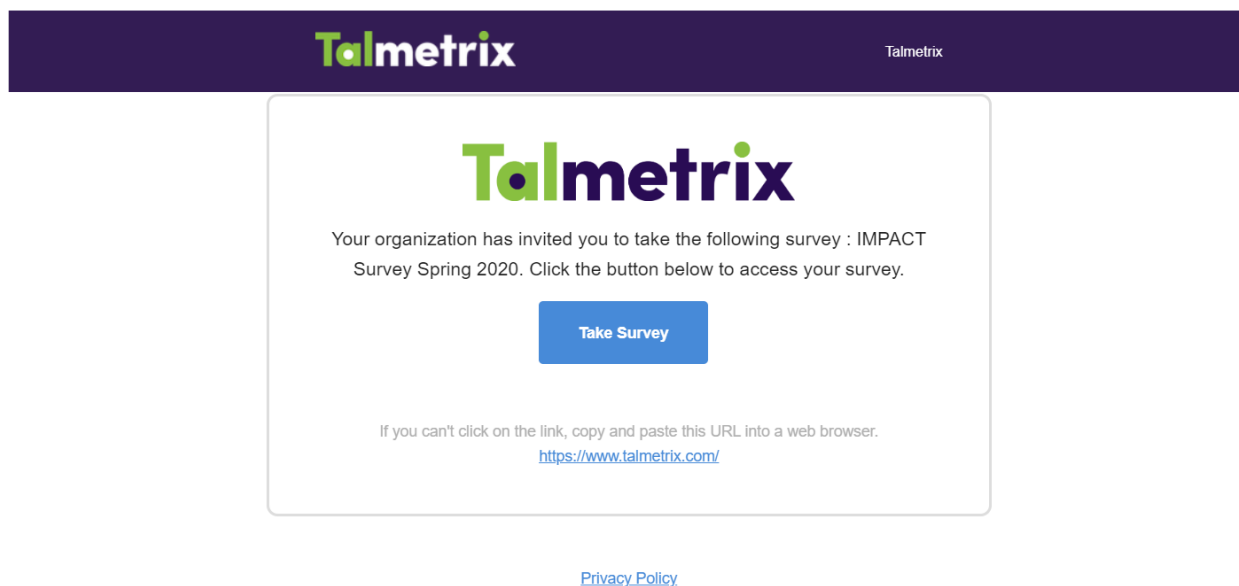 Talmetrix
Talmetrix
Talmetrix
Your organization has invited you to take the following survey : IMPACT
Survey Spring 2020. Click the button below to access your survey.
Take Survey
If you can't click on the link, copy and paste this URL into a web browser.
https://www.talmetrix.com/
Privacy Policy